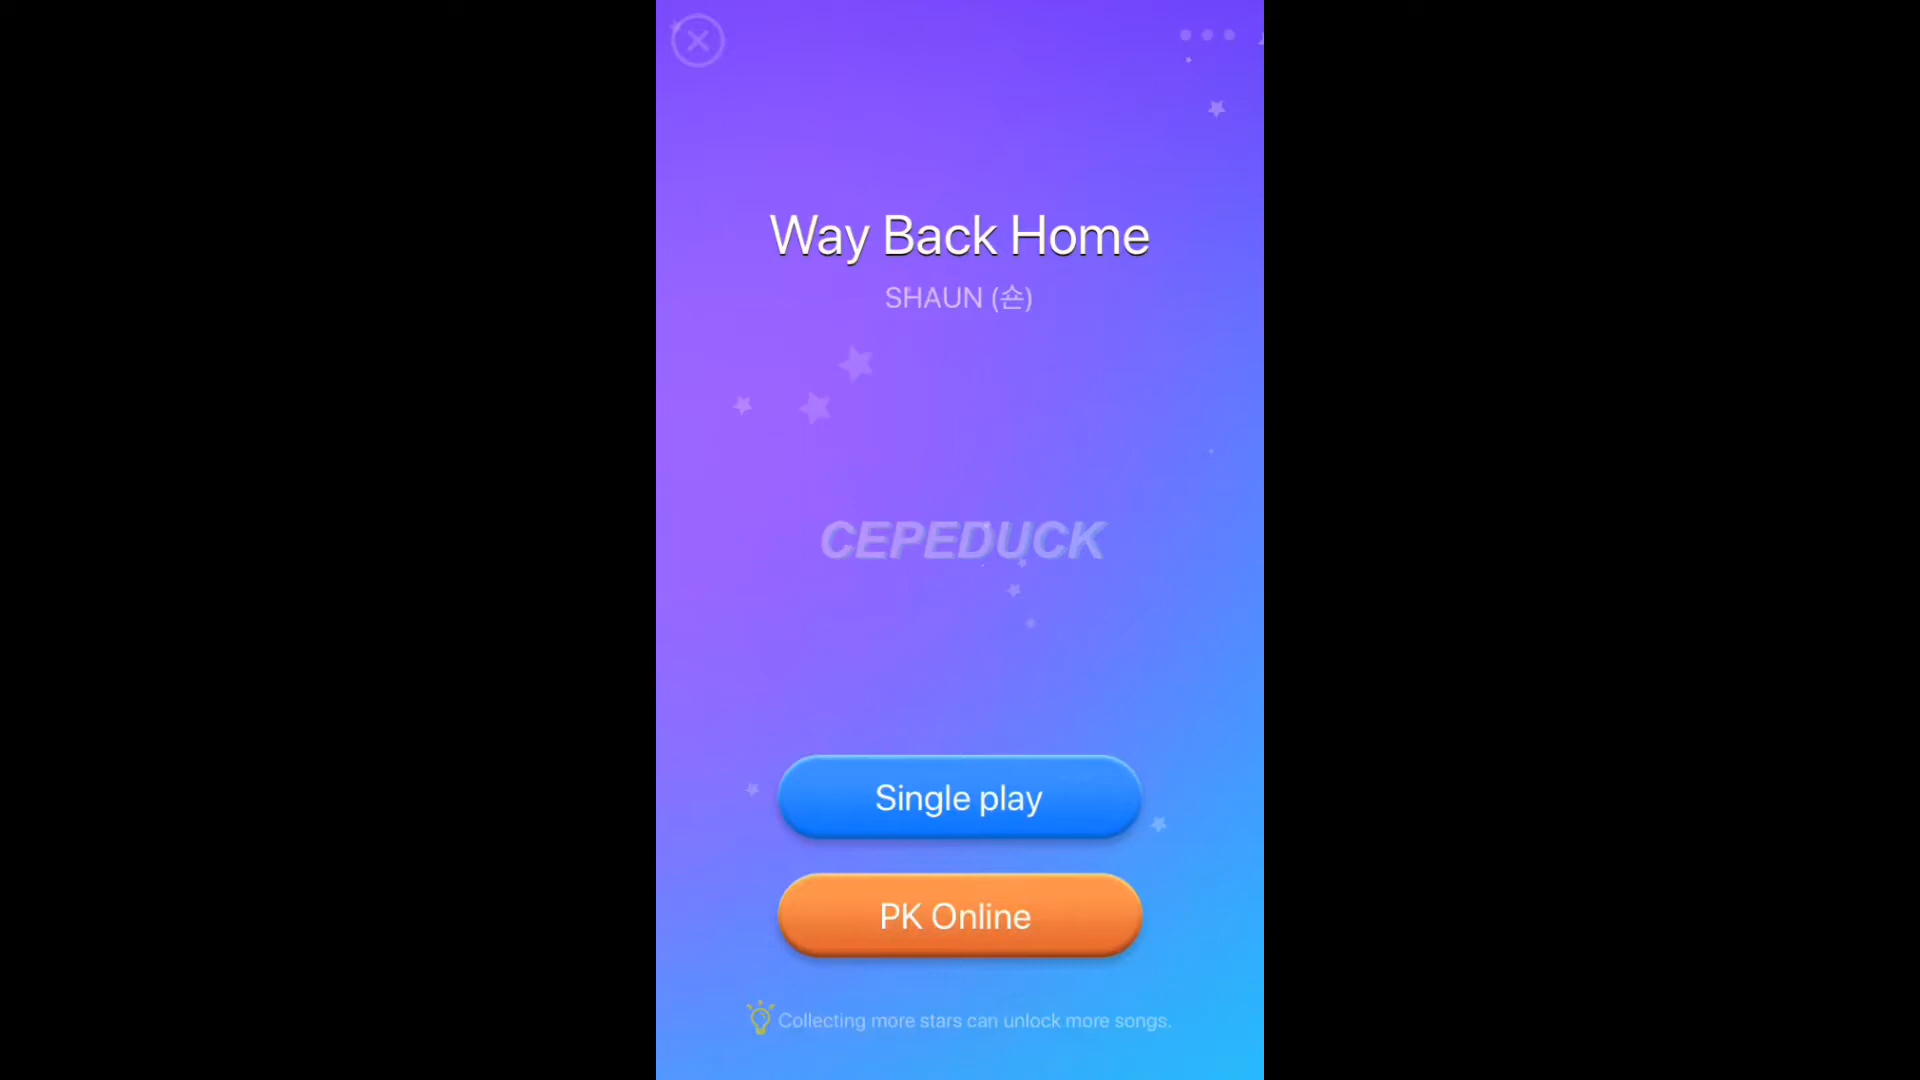 Way Back Home
SHAUN (숀)
CEPEDUCK
Single play
PK Online
Collecting more stars can unlock more songs.